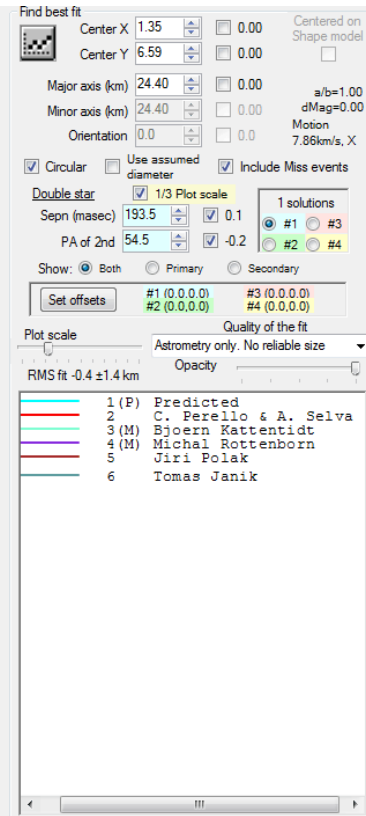 Find best fit
Center X 1.35 0.00 Centered on
Shape model
Center Y 6.59 0.00
Major axis (km) 24.40 0.00 a/b=1.00
Minor axis (km) 24.40 0.00 dMag=0.00
Orientation 0.0 0.0 Motion
7.86km/s, X
Circular Use assumed
diameter Include Miss events
Double star 1/3 Plot scale 1 solutions
Sepn (masec) 193.5 0.1 #1 #3
PA of 2nd 54.5 -0.2 #2 #4
Show: Both Primary Secondary
Set offsets #1 (0.0,0.0) #3 (0.0,0.0)
#2 (0.0,0.0) #4 (0.0,0.0)
Plot scale Quality of the fit
Astrometry only. No reliable size
RMS fit -0.4 ±1.4 km Opacity
1 (P) Predicted
2 C. Perello & A. Selva
3 (M) Bjoern Kattentidt
4 (M) Michal Rottenborn
5 Jiri Polak
6 Tomas Janik